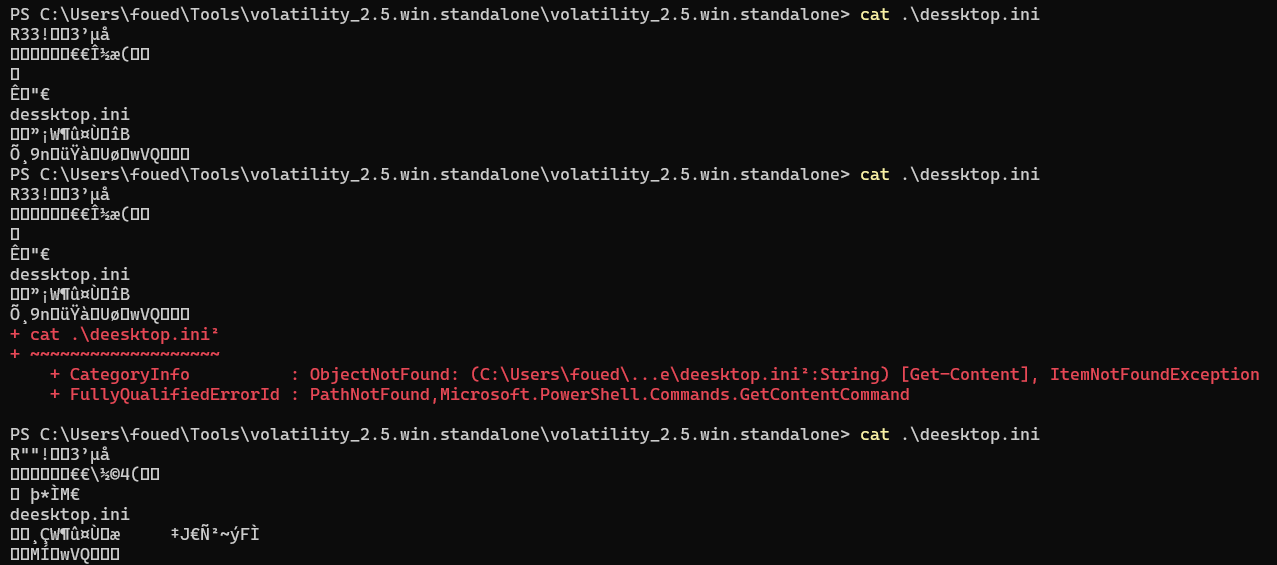 PS C:\Users\foued\Tools\volatility_2.5.win.standalone\volatility_2.5.win.standalone> cat .\dessktop.ini
R33!▯▯3’µå
▯▯▯▯▯▯€€Î½æ(▯▯
▯
Ê▯"€
dessktop.ini
▯▯”¡W¶û¤Ù▯îB
Õ¸9n▯üŸà▯Uø▯wVQ▯▯▯
PS C:\Users\foued\Tools\volatility_2.5.win.standalone\volatility_2.5.win.standalone> cat .\dessktop.ini
R33!▯▯3’µå
▯▯▯▯▯▯€€Î½æ(▯▯
▯
Ê▯"€
dessktop.ini
▯▯”¡W¶û¤Ù▯îB
Õ¸9n▯üŸà▯Uø▯wVQ▯▯▯
+ cat .\deesktop.ini²
+ ~~~~~~~~~~~~~~~~~~~
    + CategoryInfo          : ObjectNotFound: (C:\Users\foued\...e\deesktop.ini²:String) [Get-Content], ItemNotFoundException
    + FullyQualifiedErrorId : PathNotFound,Microsoft.PowerShell.Commands.GetContentCommand
PS C:\Users\foued\Tools\volatility_2.5.win.standalone\volatility_2.5.win.standalone> cat .\deesktop.ini
R""!▯▯3’µå
▯▯▯▯▯▯€€\½©4(▯▯
▯ þ*ÌM€
deesktop.ini
▯▯¸ÇW¶û¤Ù▯æ     ‡J€Ñ²~ýFÌ
▯▯MÍ▯wVQ▯▯▯